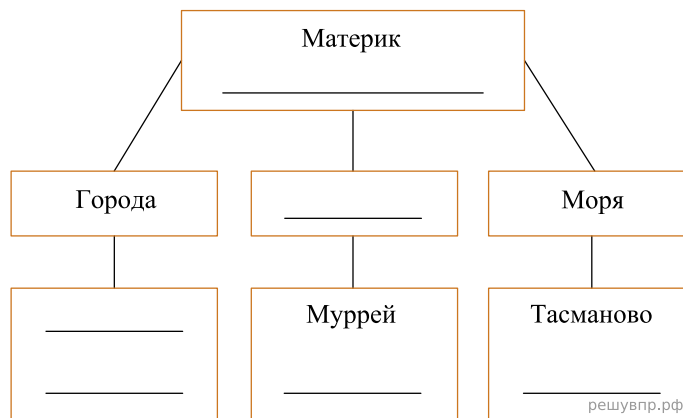 Материк
Города
Моря
Муррей
Тасманово
решувпр.рф